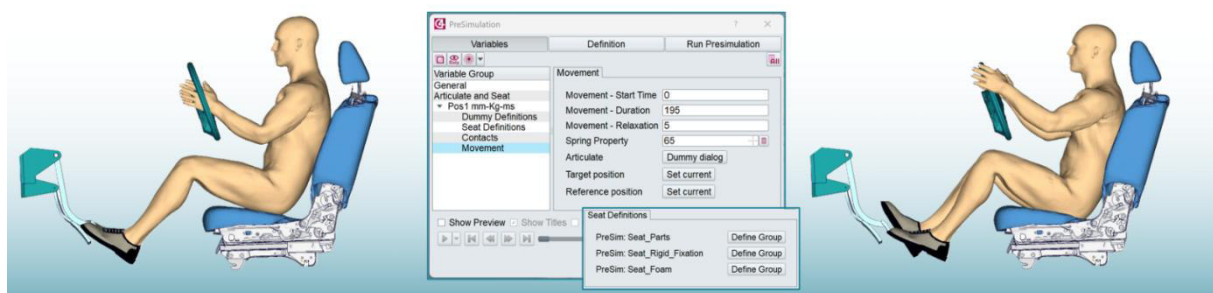 PreSimulation
Variables Definition Run Presimulation
All
Variable Group
General
Articulate and Seat
Pos1 mm-Kg-ms
Dummy Definitions
Seat Definitions
Contacts
Movement
Movement
Movement - Start Time 0
Movement - Duration 195
Movement - Relaxation 5
Spring Property 65
Articulate Dummy dialog
Target position Set current
Reference position Set current
Show Preview Show Titles
Seat Definitions
PreSim: Seat_Parts Define Group
PreSim: Seat_Rigid_Fixation Define Group
PreSim: Seat_Foam Define Group